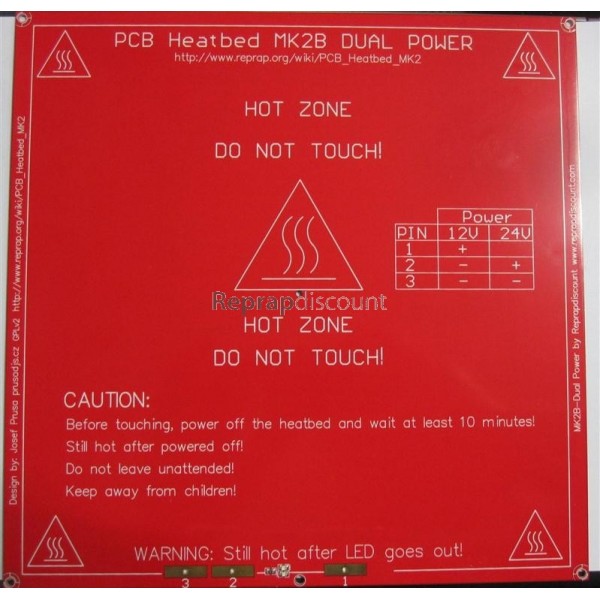 PCB Heatbed MK2B DUAL POWER
http://www.reprap.org/wiki/PCB_Heatbed_MK2
HOT ZONE
DO NOT TOUCH!
Power
PIN 12V 24V
1 +
2 - +
3 - -
Reprapdiscount
HOT ZONE
DO NOT TOUCH!
CAUTION:
Before touching, power off the heatbed and wait at least 10 minutes!
Still hot after powered off!
Do not leave unattended!
Keep away from children!
WARNING: Still hot after LED goes out!
3 2 1
Design by: Josef Prusa prusadjs.cz GPLv2 http://www.reprap.org/wiki/PCB_Heatbed_MK2
MK2B-Dual Power by Reprapdiscount www.reprapdiscount.com